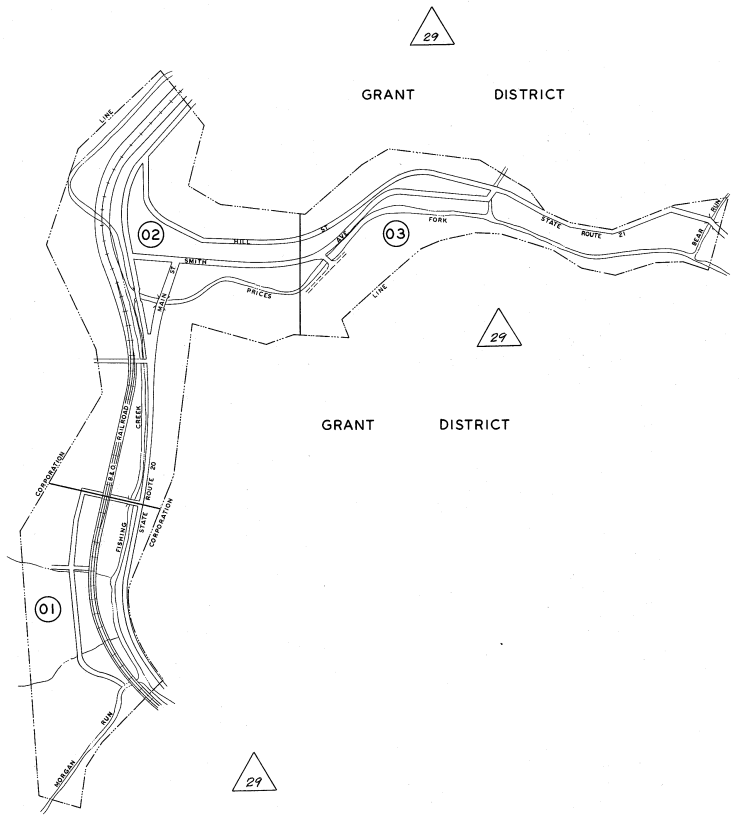 29
GRANT DISTRICT
LINE
02
HILL ST
SMITH AVE
03
FORK
STATE ROUTE 21
BEAR RUN
MAIN ST
PRICES
LINE
29
GRANT DISTRICT
B & O RAILROAD
CREEK
CORPORATION
STATE ROUTE 20
CORPORATION
FISHING
01
MORGAN RUN
29